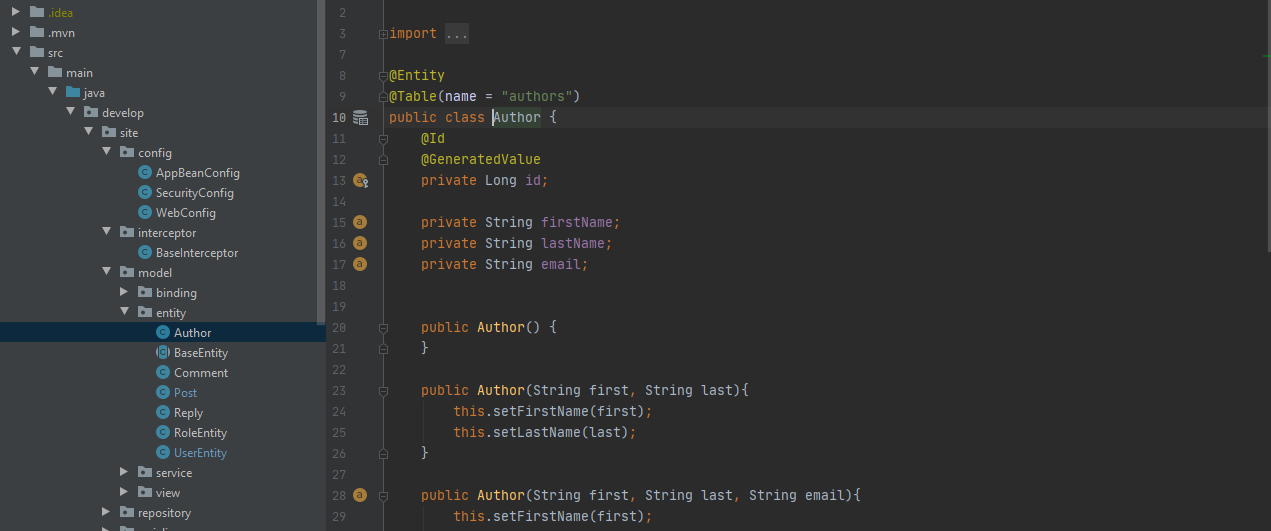 .idea
.mvn
src
main
java
develop
site
config
AppBeanConfig
SecurityConfig
WebConfig
interceptor
BaseInterceptor
model
binding
entity
Author
BaseEntity
Comment
Post
Reply
RoleEntity
UserEntity
service
view
repository
2
3 import ...
7
8 @Entity
9 @Table(name = "authors")
10 public class Author {
11 @Id
12 @GeneratedValue
13 private Long id;
14
15 private String firstName;
16 private String lastName;
17 private String email;
18
19
20 public Author() {
21 }
22
23 public Author(String first, String last){
24 this.setFirstName(first);
25 this.setLastName(last);
26 }
27
28 public Author(String first, String last, String email){
29 this.setFirstName(first);